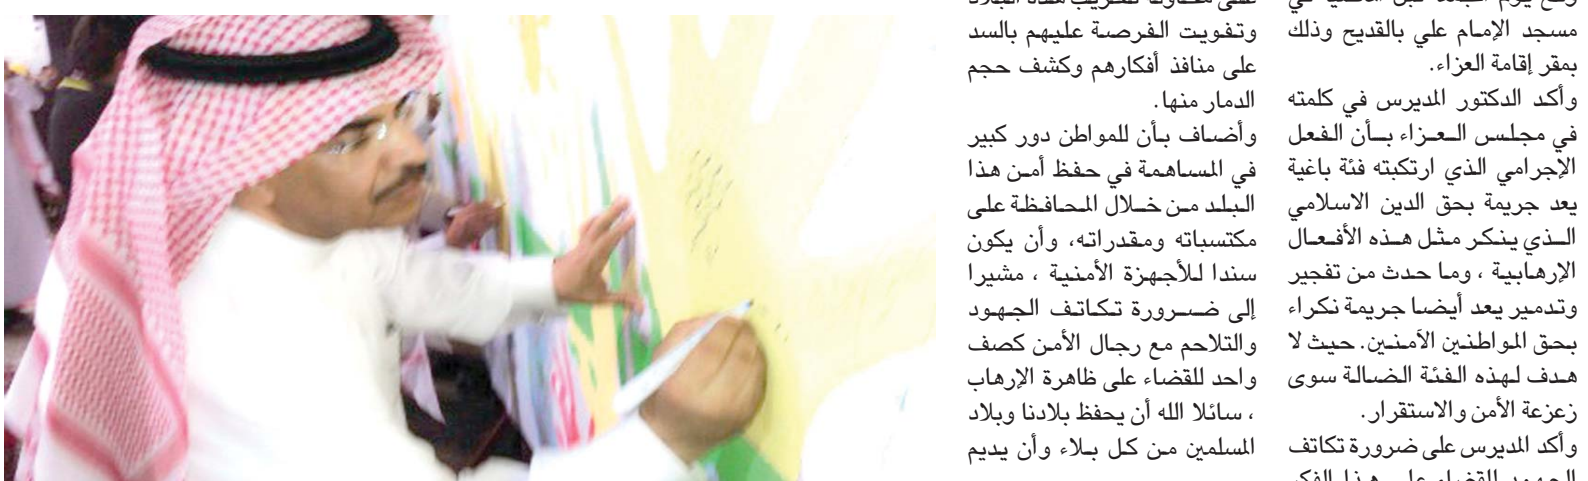 مسجد الإمام علي بالقديح وذلك
بمقر إقامة العزاء.
وأكد الدكتور المديرس في كلمته
في مجلس العزاء بأن الفعل
الإجرامي الذي ارتكبته فئة باغية
يعد جريمة بحق الدين الاسلامي
الذي ينكر مثل هذه الأفعال
الإرهابية ، وما حدث من تفجير
وتدمير يعد أيضا جريمة نكراء
بحق المواطنين الآمنين. حيث لا
هدف لهذه الفئة الضالة سوى
زعزعة الأمن والاستقرار.
وأكد المديرس على ضرورة تكاتف
الجهود للقضاء على هذا الفكر
وتفويت الفرصة عليهم بالسد
على منافذ أفكارهم وكشف حجم
الدمار منها.
وأضاف بأن للمواطن دور كبير
في المساهمة في حفظ أمن هذا
البلد من خلال المحافظة على
مكتسباته ومقدراته، وأن يكون
سندا للأجهزة الأمنية ، مشيرا
إلى ضرورة تكاتف الجهود
والتلاحم مع رجال الأمن كصف
واحد للقضاء على ظاهرة الإرهاب
، سائلا الله أن يحفظ بلادنا وبلاد
المسلمين من كل بلاء وأن يديم